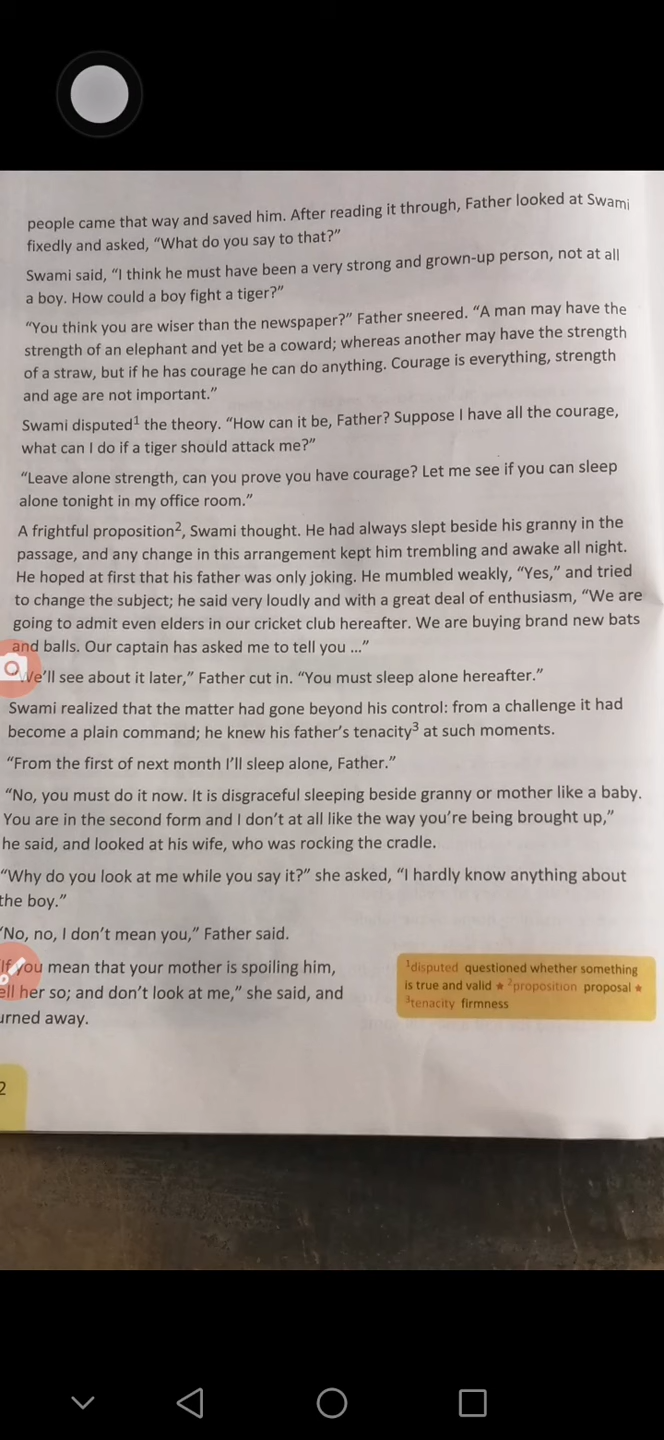 people came that way and saved him. After reading it through, Father looked at Swami
fixedly and asked, “What do you say to that?”
Swami said, “I think he must have been a very strong and grown-up person, not at all
a boy. How could a boy fight a tiger?”
“You think you are wiser than the newspaper?” Father sneered. “A man may have the
strength of an elephant and yet be a coward; whereas another may have the strength
of a straw, but if he has courage he can do anything. Courage is everything, strength
and age are not important.”
Swami disputed¹ the theory. “How can it be, Father? Suppose I have all the courage,
what can I do if a tiger should attack me?”
“Leave alone strength, can you prove you have courage? Let me see if you can sleep
alone tonight in my office room.”
A frightful proposition², Swami thought. He had always slept beside his granny in the
passage, and any change in this arrangement kept him trembling and awake all night.
He hoped at first that his father was only joking. He mumbled weakly, “Yes,” and tried
to change the subject; he said very loudly and with a great deal of enthusiasm, “We are
going to admit even elders in our cricket club hereafter. We are buying brand new bats
and balls. Our captain has asked me to tell you ...”
We’ll see about it later,” Father cut in. “You must sleep alone hereafter.”
Swami realized that the matter had gone beyond his control: from a challenge it had
become a plain command; he knew his father’s tenacity³ at such moments.
“From the first of next month I’ll sleep alone, Father.”
“No, you must do it now. It is disgraceful sleeping beside granny or mother like a baby.
You are in the second form and I don’t at all like the way you’re being brought up,”
he said, and looked at his wife, who was rocking the cradle.
“Why do you look at me while you say it?” she asked, “I hardly know anything about
the boy.”
“No, no, I don’t mean you,” Father said.
If you mean that your mother is spoiling him,
ell her so; and don’t look at me,” she said, and
urned away.
¹disputed questioned whether something
is true and valid ★ ²proposition proposal ★
³tenacity firmness
2